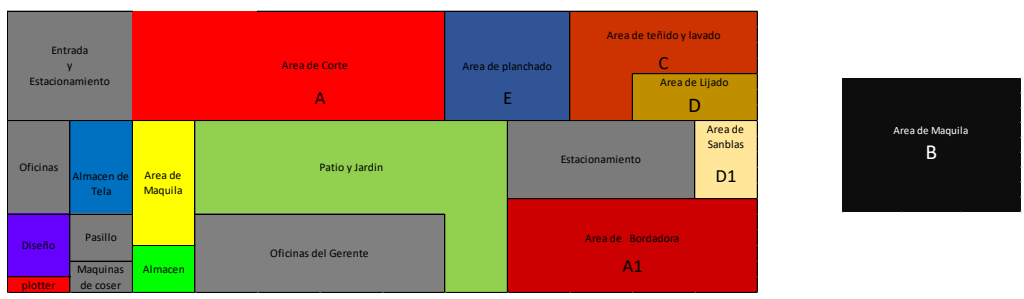 Entrada
y
Estacionamiento
Area de Corte
A
Area de planchado
E
Area de teñido y lavado
C
Area de Lijado
D
Oficinas
Almacen de
Tela
Area de
Maquila
Patio y Jardin
Estacionamiento
Area de
Sanblas
D1
Area de Maquila
B
Diseño
Pasillo
Oficinas del Gerente
Area de Bordadora
A1
plotter
Maquinas
de coser
Almacen